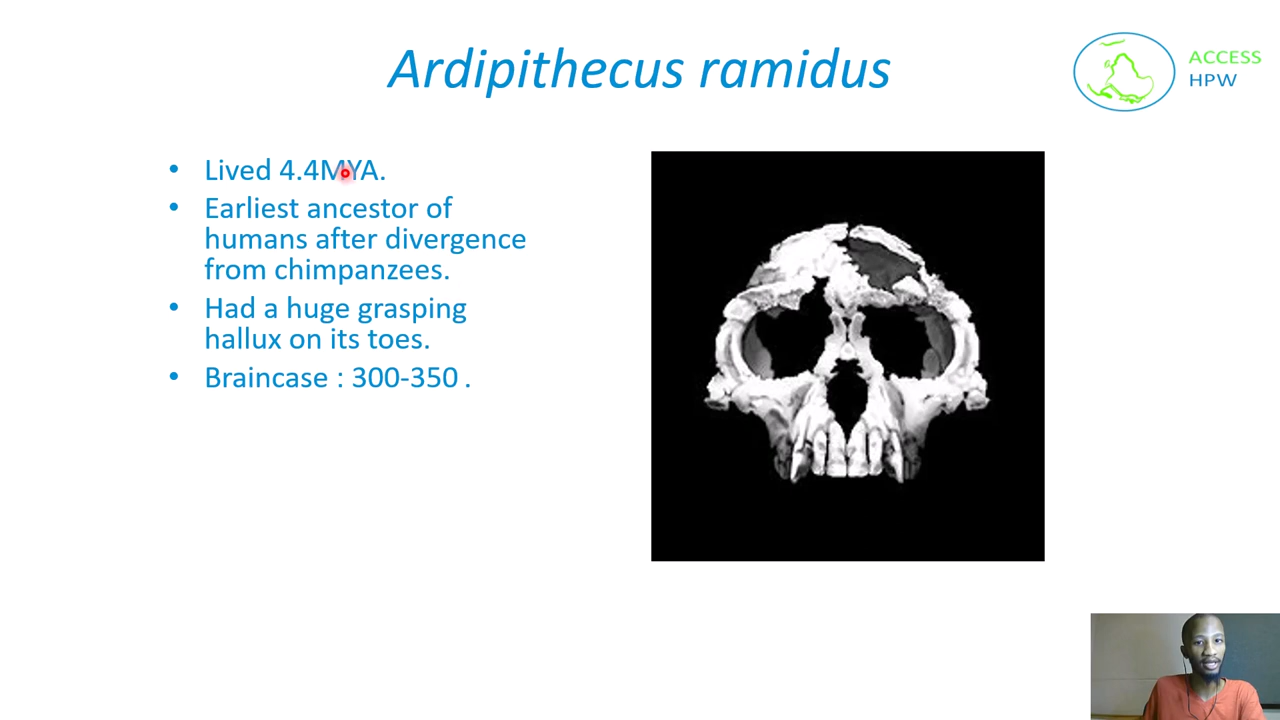 Ardipithecus ramidus
ACCESS
HPW
• Lived 4.4MYA.
• Earliest ancestor of
humans after divergence
from chimpanzees.
• Had a huge grasping
hallux on its toes.
• Braincase : 300-350 .